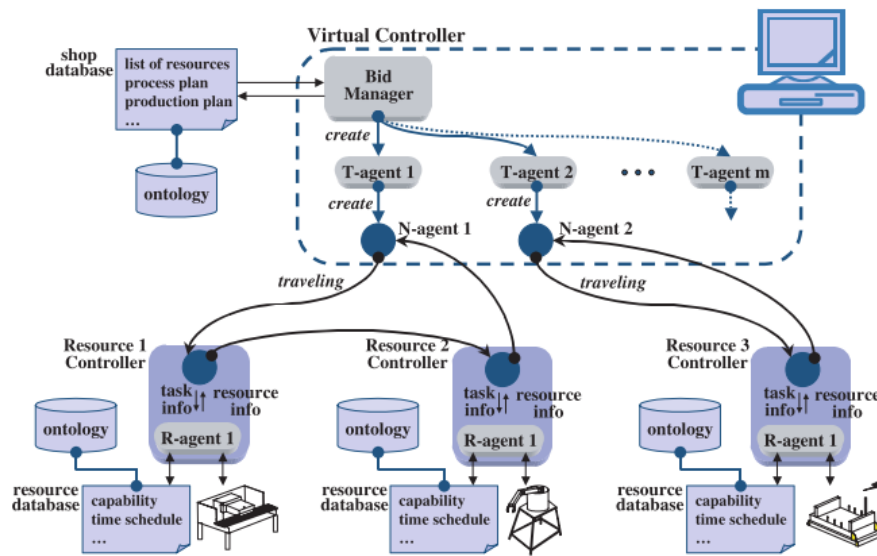 Virtual Controller
shop
database
list of resources
process plan
production plan
...
Bid
Manager
create
ontology
T-agent 1
T-agent 2
T-agent m
create
create
N-agent 1
N-agent 2
traveling
traveling
Resource 1
Controller
Resource 2
Controller
Resource 3
Controller
task
info
resource
info
task
info
resource
info
task
info
resource
info
ontology
R-agent 1
ontology
R-agent 1
ontology
R-agent 1
resource
database
capability
time schedule
...
resource
database
capability
time schedule
...
resource
database
capability
time schedule
...